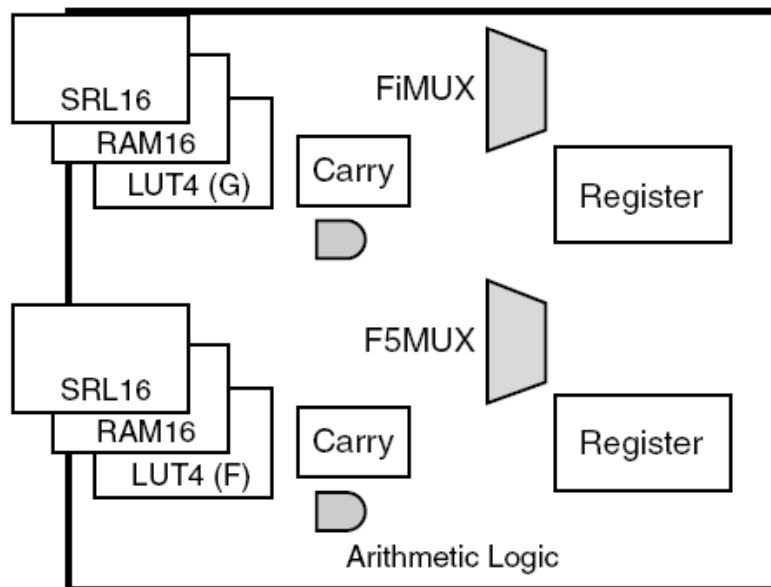 SRL16
RAM16
LUT4 (G)
Carry
FiMUX
Register
SRL16
RAM16
LUT4 (F)
Carry
F5MUX
Register
Arithmetic Logic